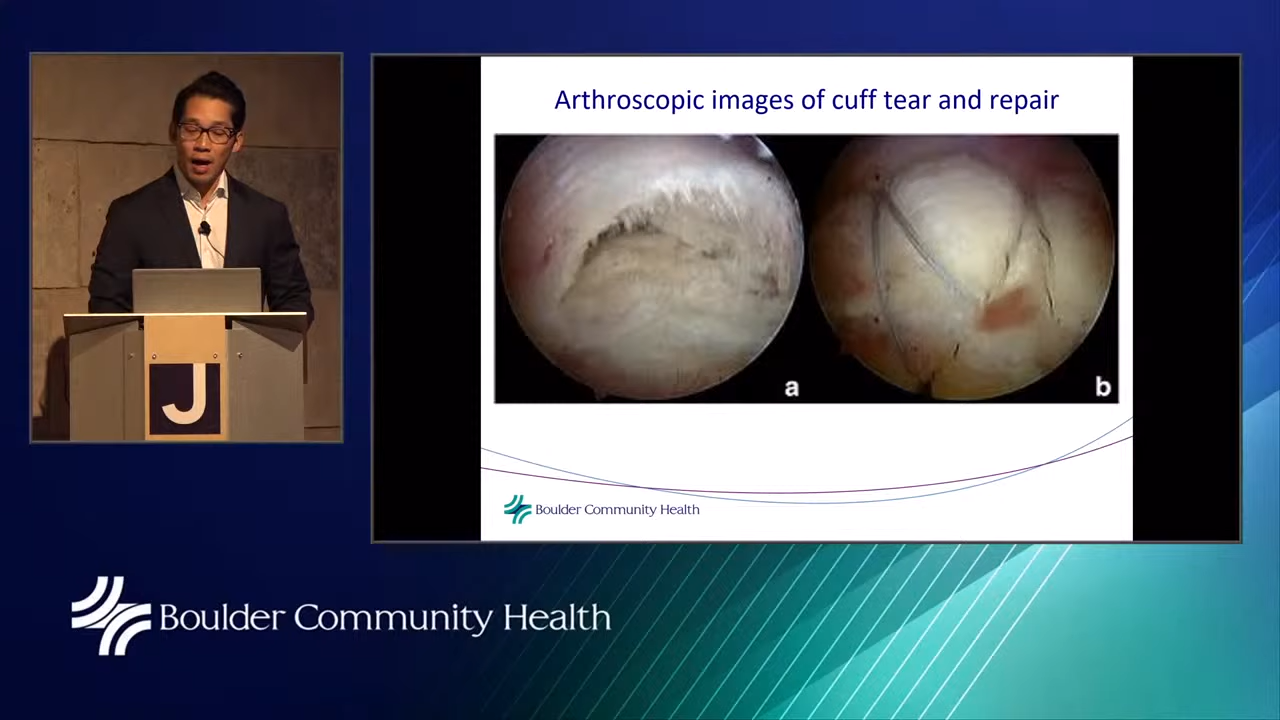 Arthroscopic images of cuff tear and repair
a
b
Boulder Community Health
J
Boulder Community Health